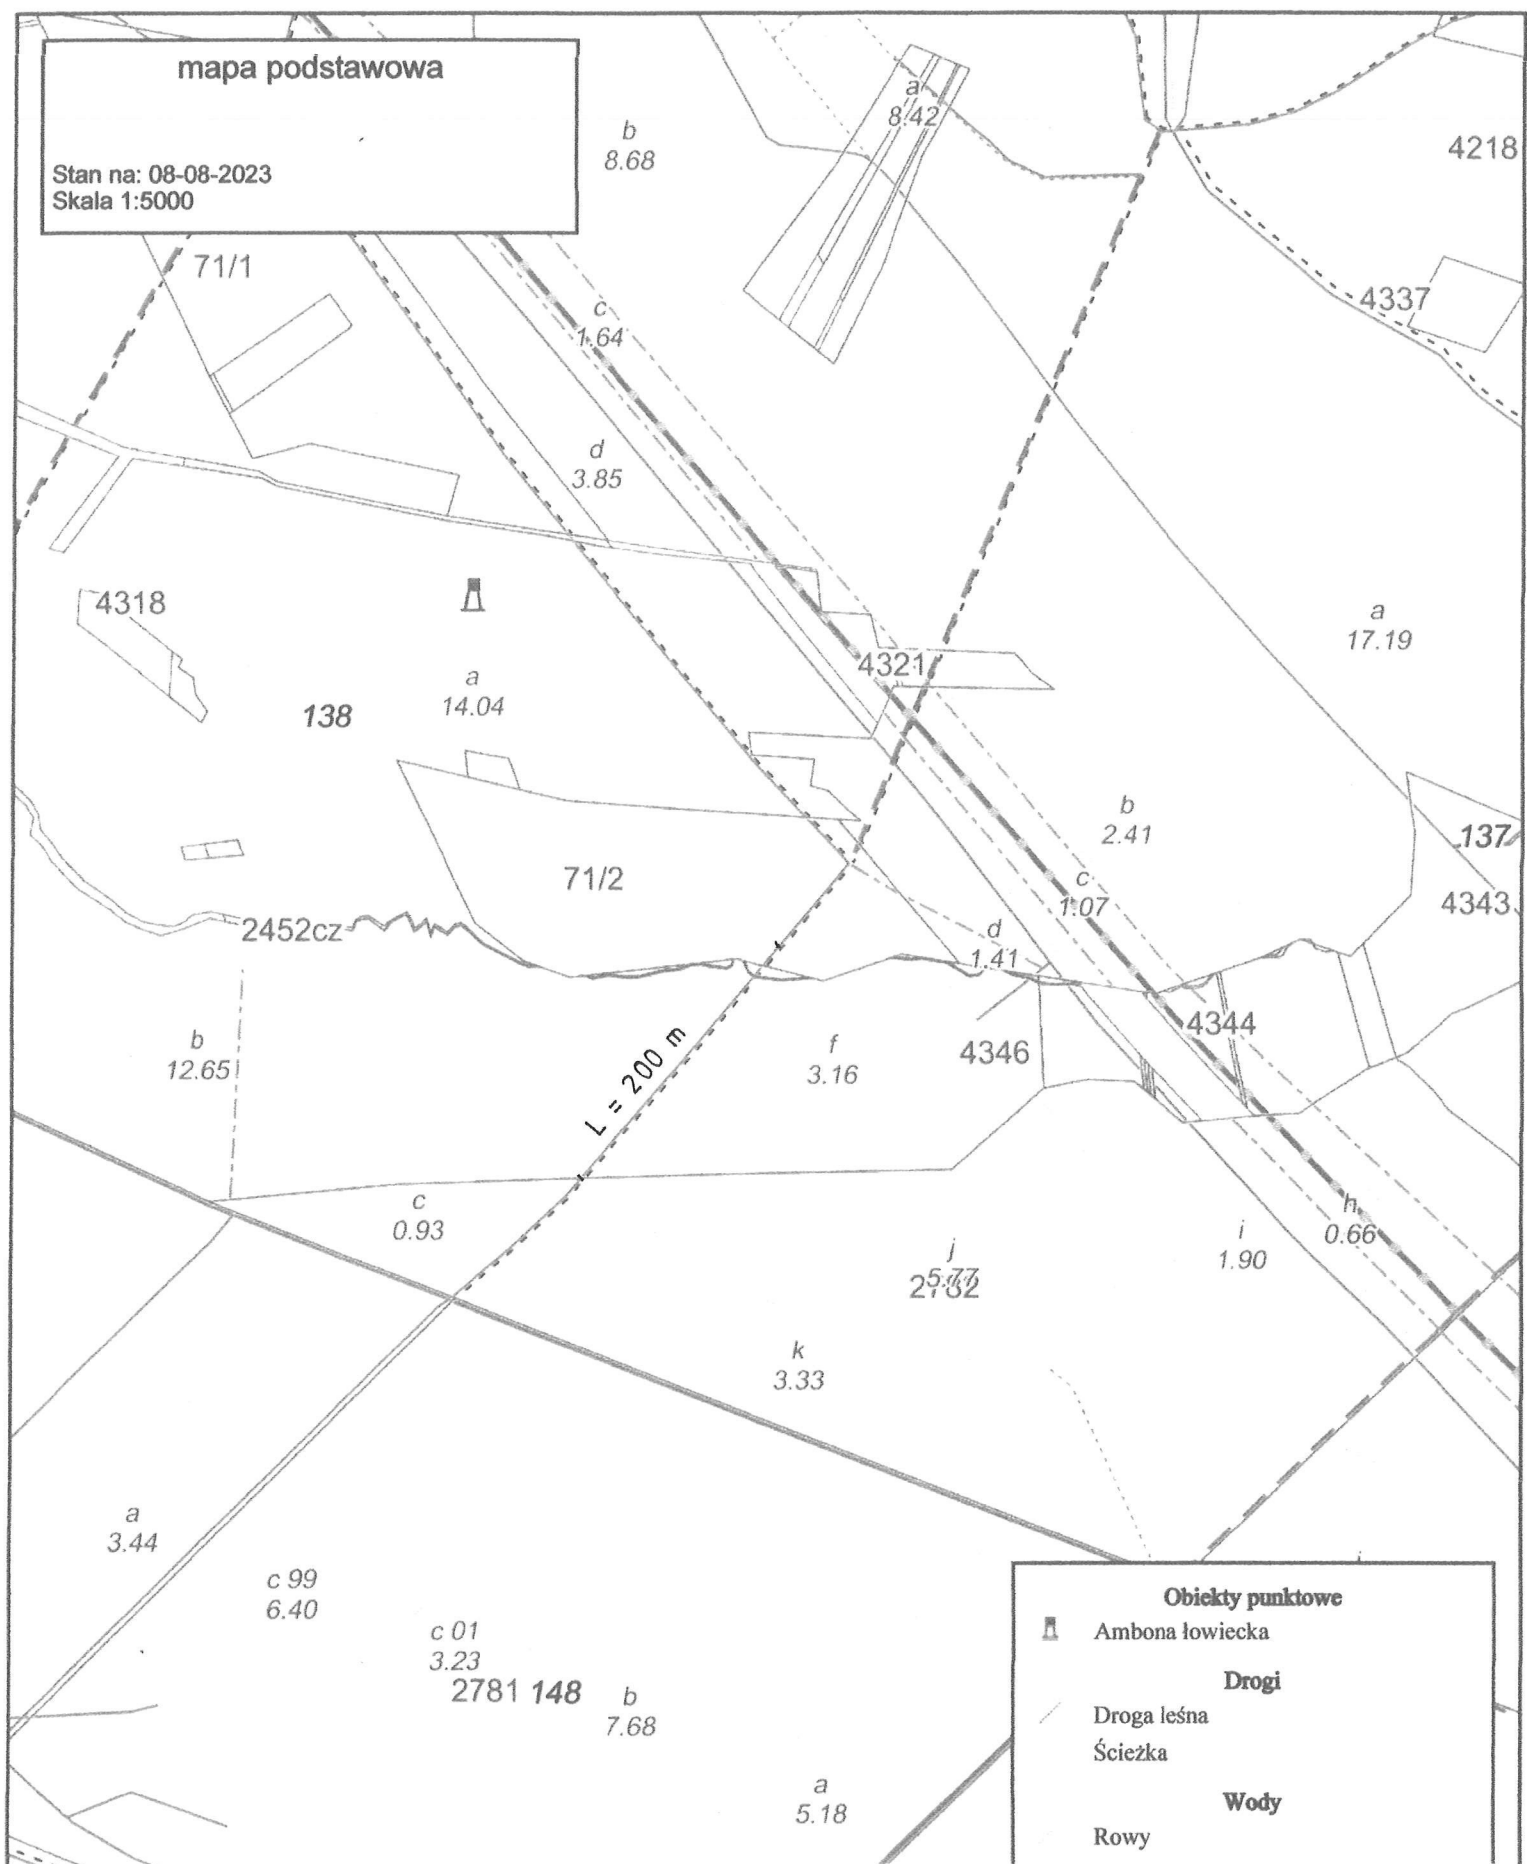 mapa podstawowa
Stan na: 08-08-2023
Skala 1:5000
a
8.42
b
8.68
4218
71/1
4337
c
1.64
d
3.85
4318
a
17.19
4321
a
14.04
138
b
2.41
137
71/2
c
1.07
4343
2452cz
d
1.41
4344
b
12.65
L = 200 m
f
3.16
4346
c
0.93
h
0.66
i
1.90
j
5.77
2782
k
3.33
a
3.44
c 99
6.40
c 01
3.23
2781 148
b
7.68
a
5.18
Obiekty punktowe
Ambona łowiecka
Drogi
Droga leśna
Ścieżka
Wody
Rowy